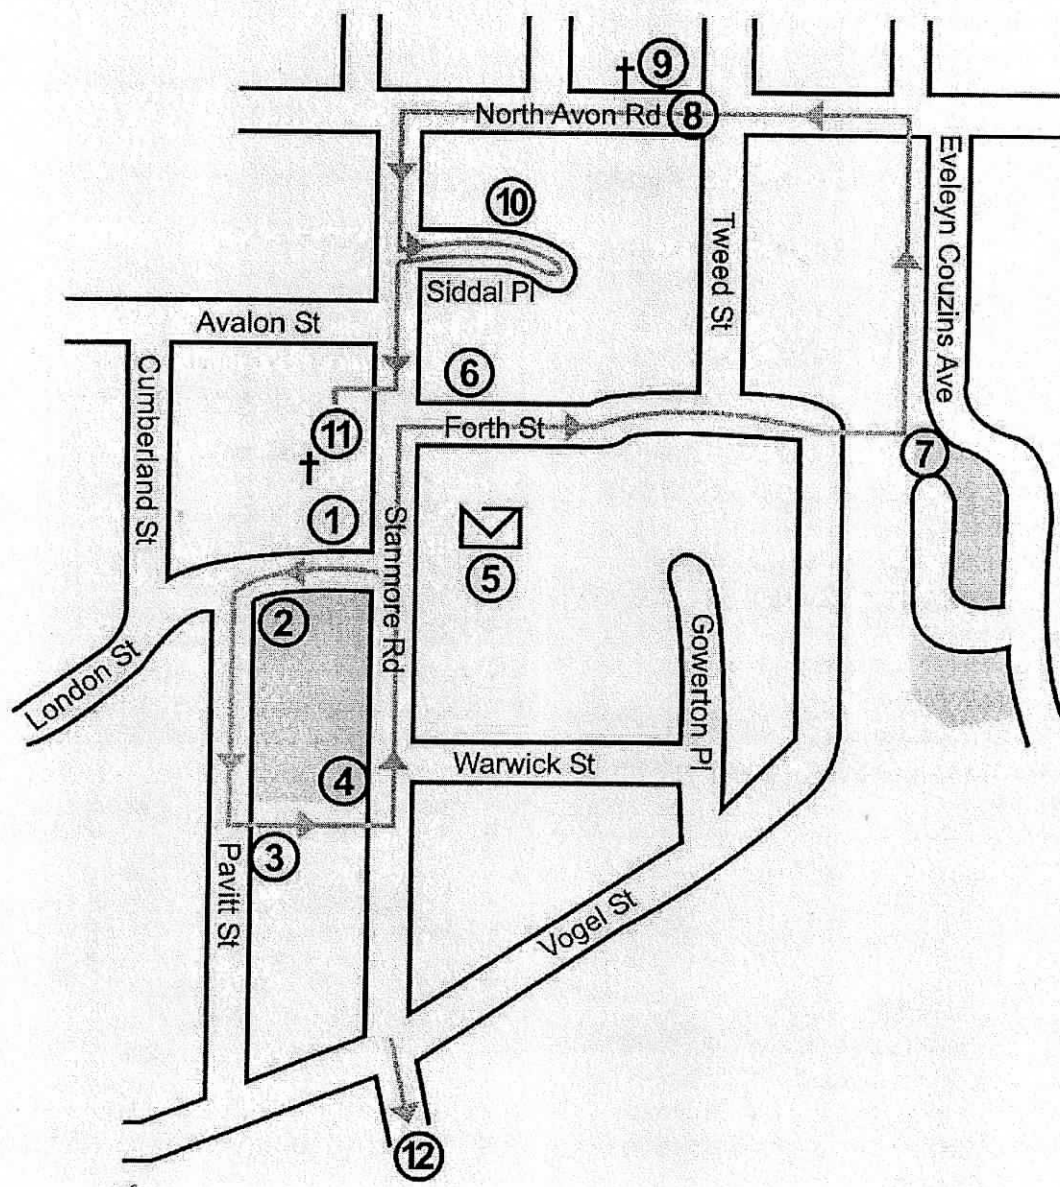 9
North Avon Rd
8
Eveleyn Couzins Ave
10
Tweed St
Siddal Pl
Avalon St
Cumberland St
6
11
Forth St
7
1
Stanmore Rd
5
2
Gowerton Pl
London St
Warwick St
4
3
Pavitt St
Vogel St
12